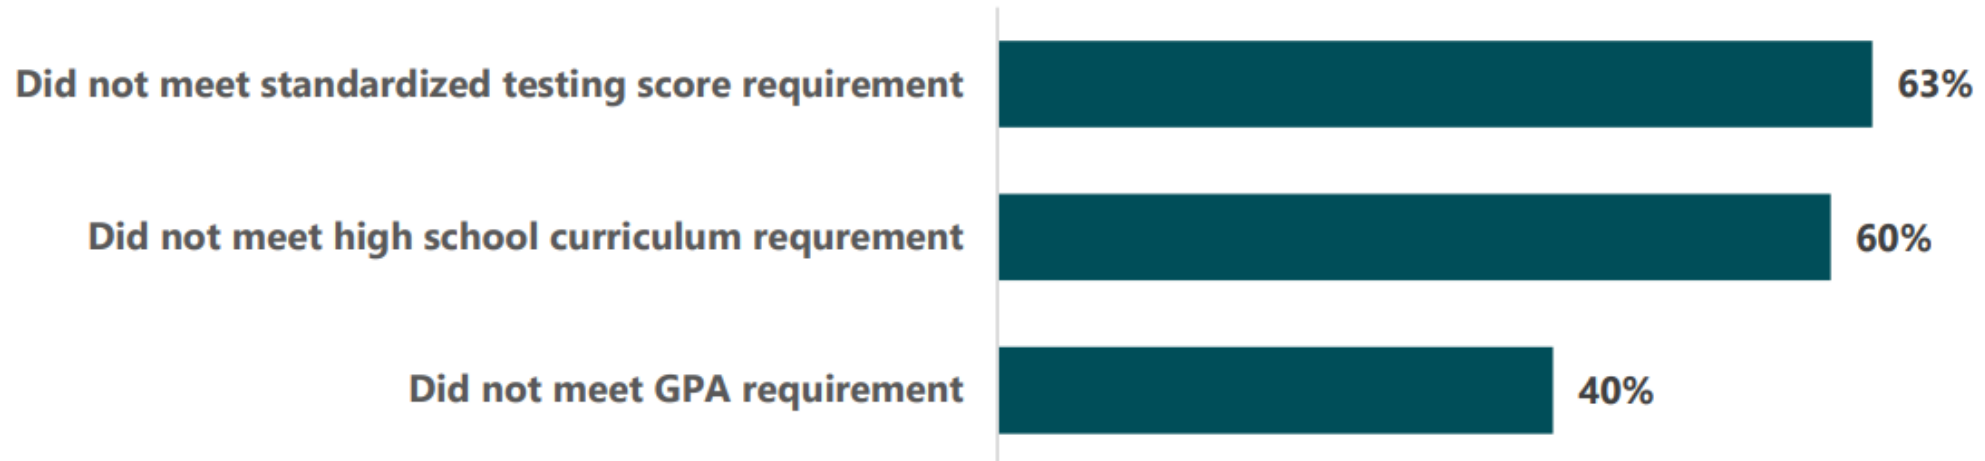 Did not meet standardized testing score requirement 63%
Did not meet high school curriculum requrement 60%
Did not meet GPA requirement 40%